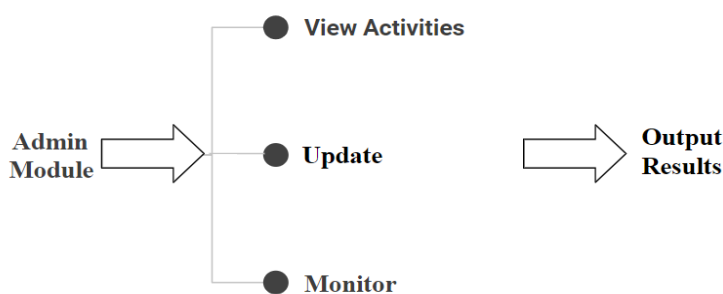 View Activities
Admin
Module
Update
Output
Results
Monitor